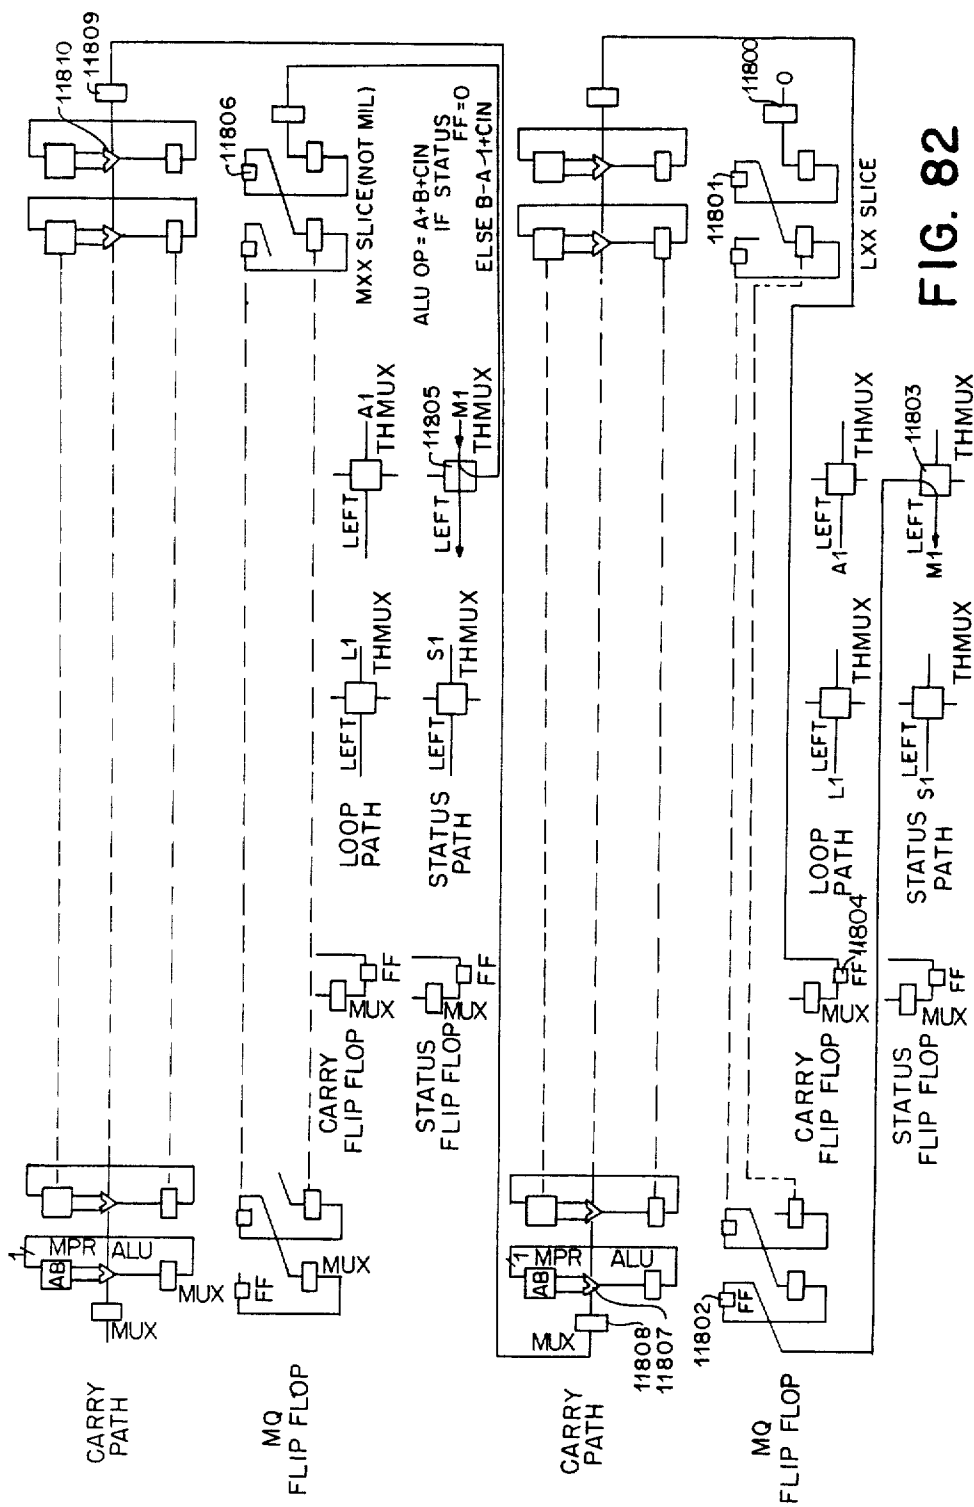 CARRY
PATH
MUX
1
MPR
ALU
AB
MUX
11810
11809
MQ
FLIP FLOP
FF
MUX
11806
MXX SLICE (NOT MIL)
CARRY
FLIP FLOP
MUX
FF
LOOP
PATH
LEFT
L1
THMUX
LEFT
A1
THMUX
ALU OP = A+B+CIN
IF STATUS
FF = 0
ELSE B-A-1+CIN
STATUS
FLIP FLOP
MUX
FF
STATUS
PATH
LEFT
S1
THMUX
LEFT
11805
M1
THMUX
CARRY
PATH
MUX
1
MPR
ALU
AB
11808
11807
MQ
FLIP FLOP
11802
FF
11801
11800
0
LXX SLICE
CARRY
FLIP FLOP
MUX
FF
11804
LOOP
PATH
L1
LEFT
THMUX
A1
LEFT
THMUX
STATUS
FLIP FLOP
MUX
FF
STATUS
PATH
S1
LEFT
THMUX
M1
LEFT
11803
THMUX
FIG. 82